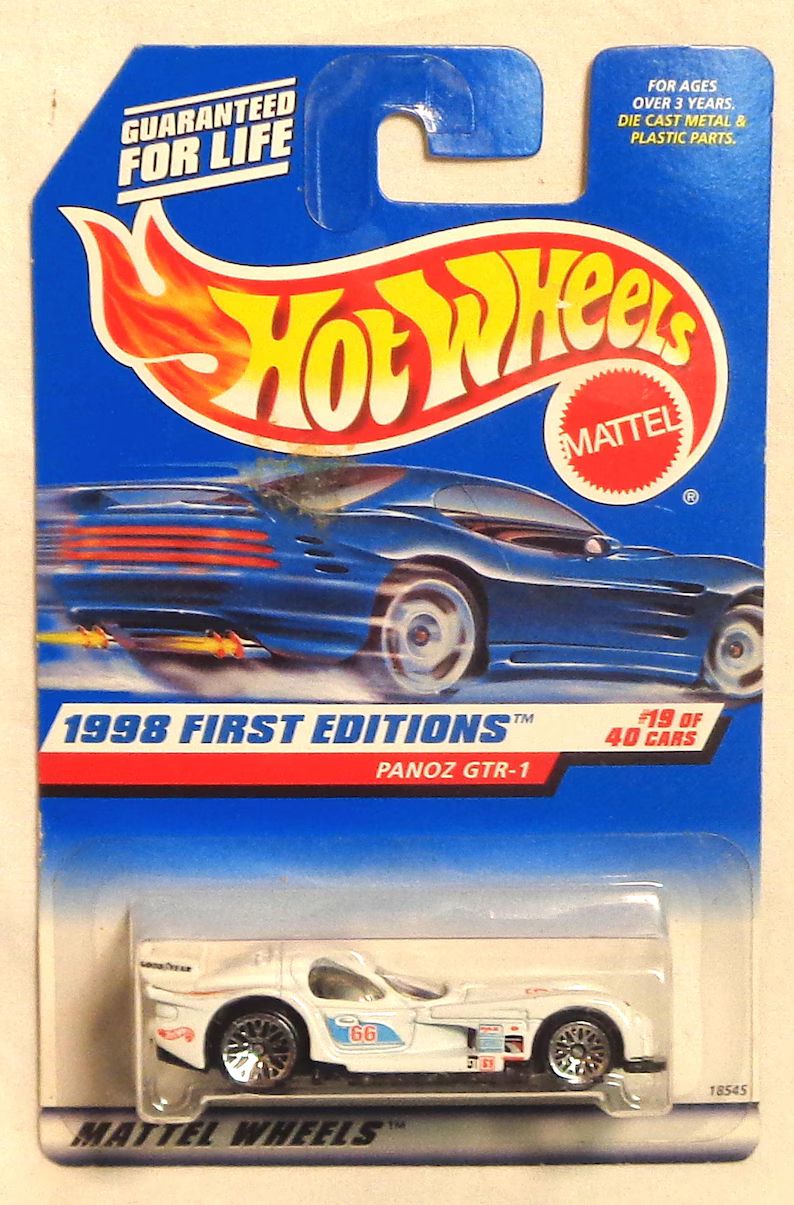 GUARANTEED
FOR LIFE
FOR AGES
OVER 3 YEARS.
DIE CAST METAL &
PLASTIC PARTS.
HOT WHEELS
MATTEL
®
1998 FIRST EDITIONS™
#19 OF
40 CARS
PANOZ GTR-1
GOODYEAR
66
18545
MATTEL WHEELS™